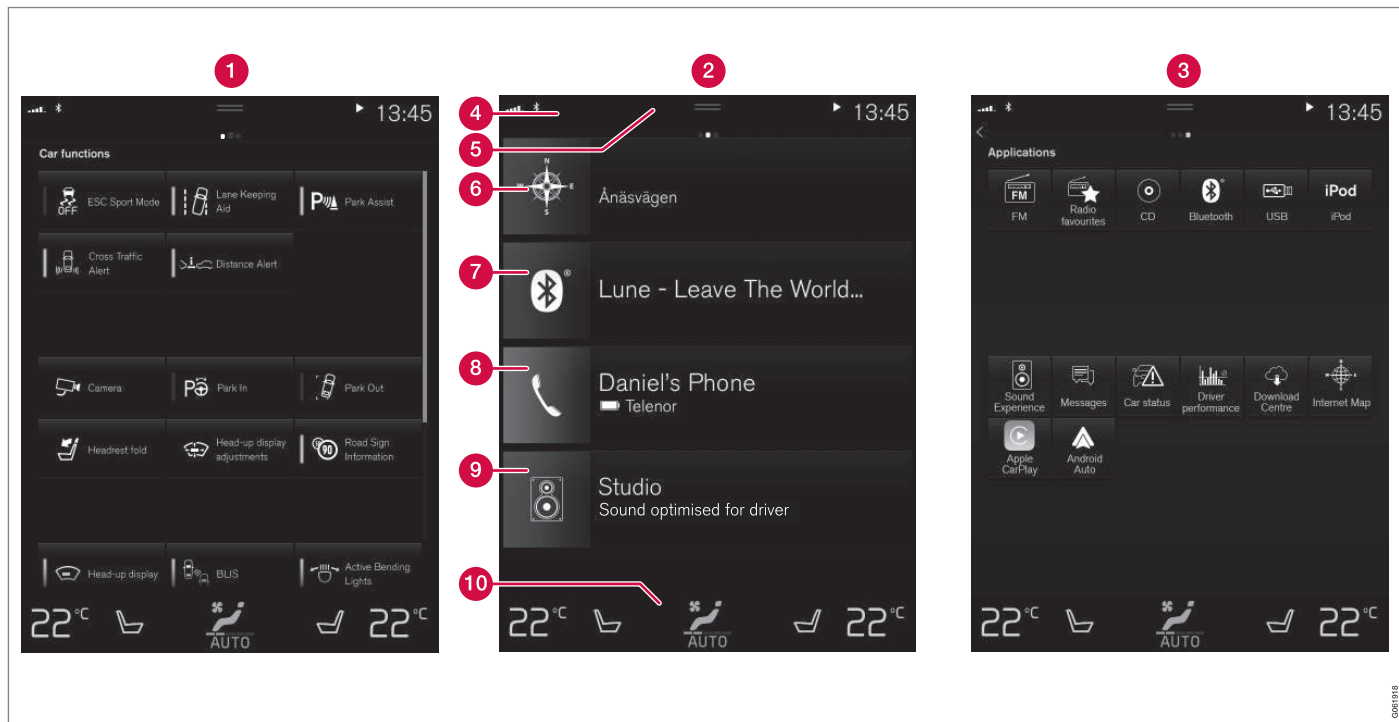 1
13:45
Car functions
OFF
ESC Sport Mode
Lane Keeping
Aid
P
Park Assist
Cross Traffic
Alert
Distance Alert
Camera
P
Park In
Park Out
Headrest fold
Head-up display
adjustments
90
Road Sign
Information
Head-up display
BLIS
Active Bending
Lights
22°C
AUTO
22°C
2
4
13:45
5
6
N
W
E
S
Ånäsvägen
7
®
Lune - Leave The World...
8
Daniel's Phone
Telenor
9
Studio
Sound optimised for driver
10
22°C
AUTO
22°C
3
13:45
Applications
FM
FM
Radio
favourites
CD
Bluetooth
USB
iPod
iPod
Sound
Experience
Messages
Car status
Driver
performance
Download
Centre
Internet Map
Apple
CarPlay
Android
Auto
22°C
AUTO
22°C
G061918